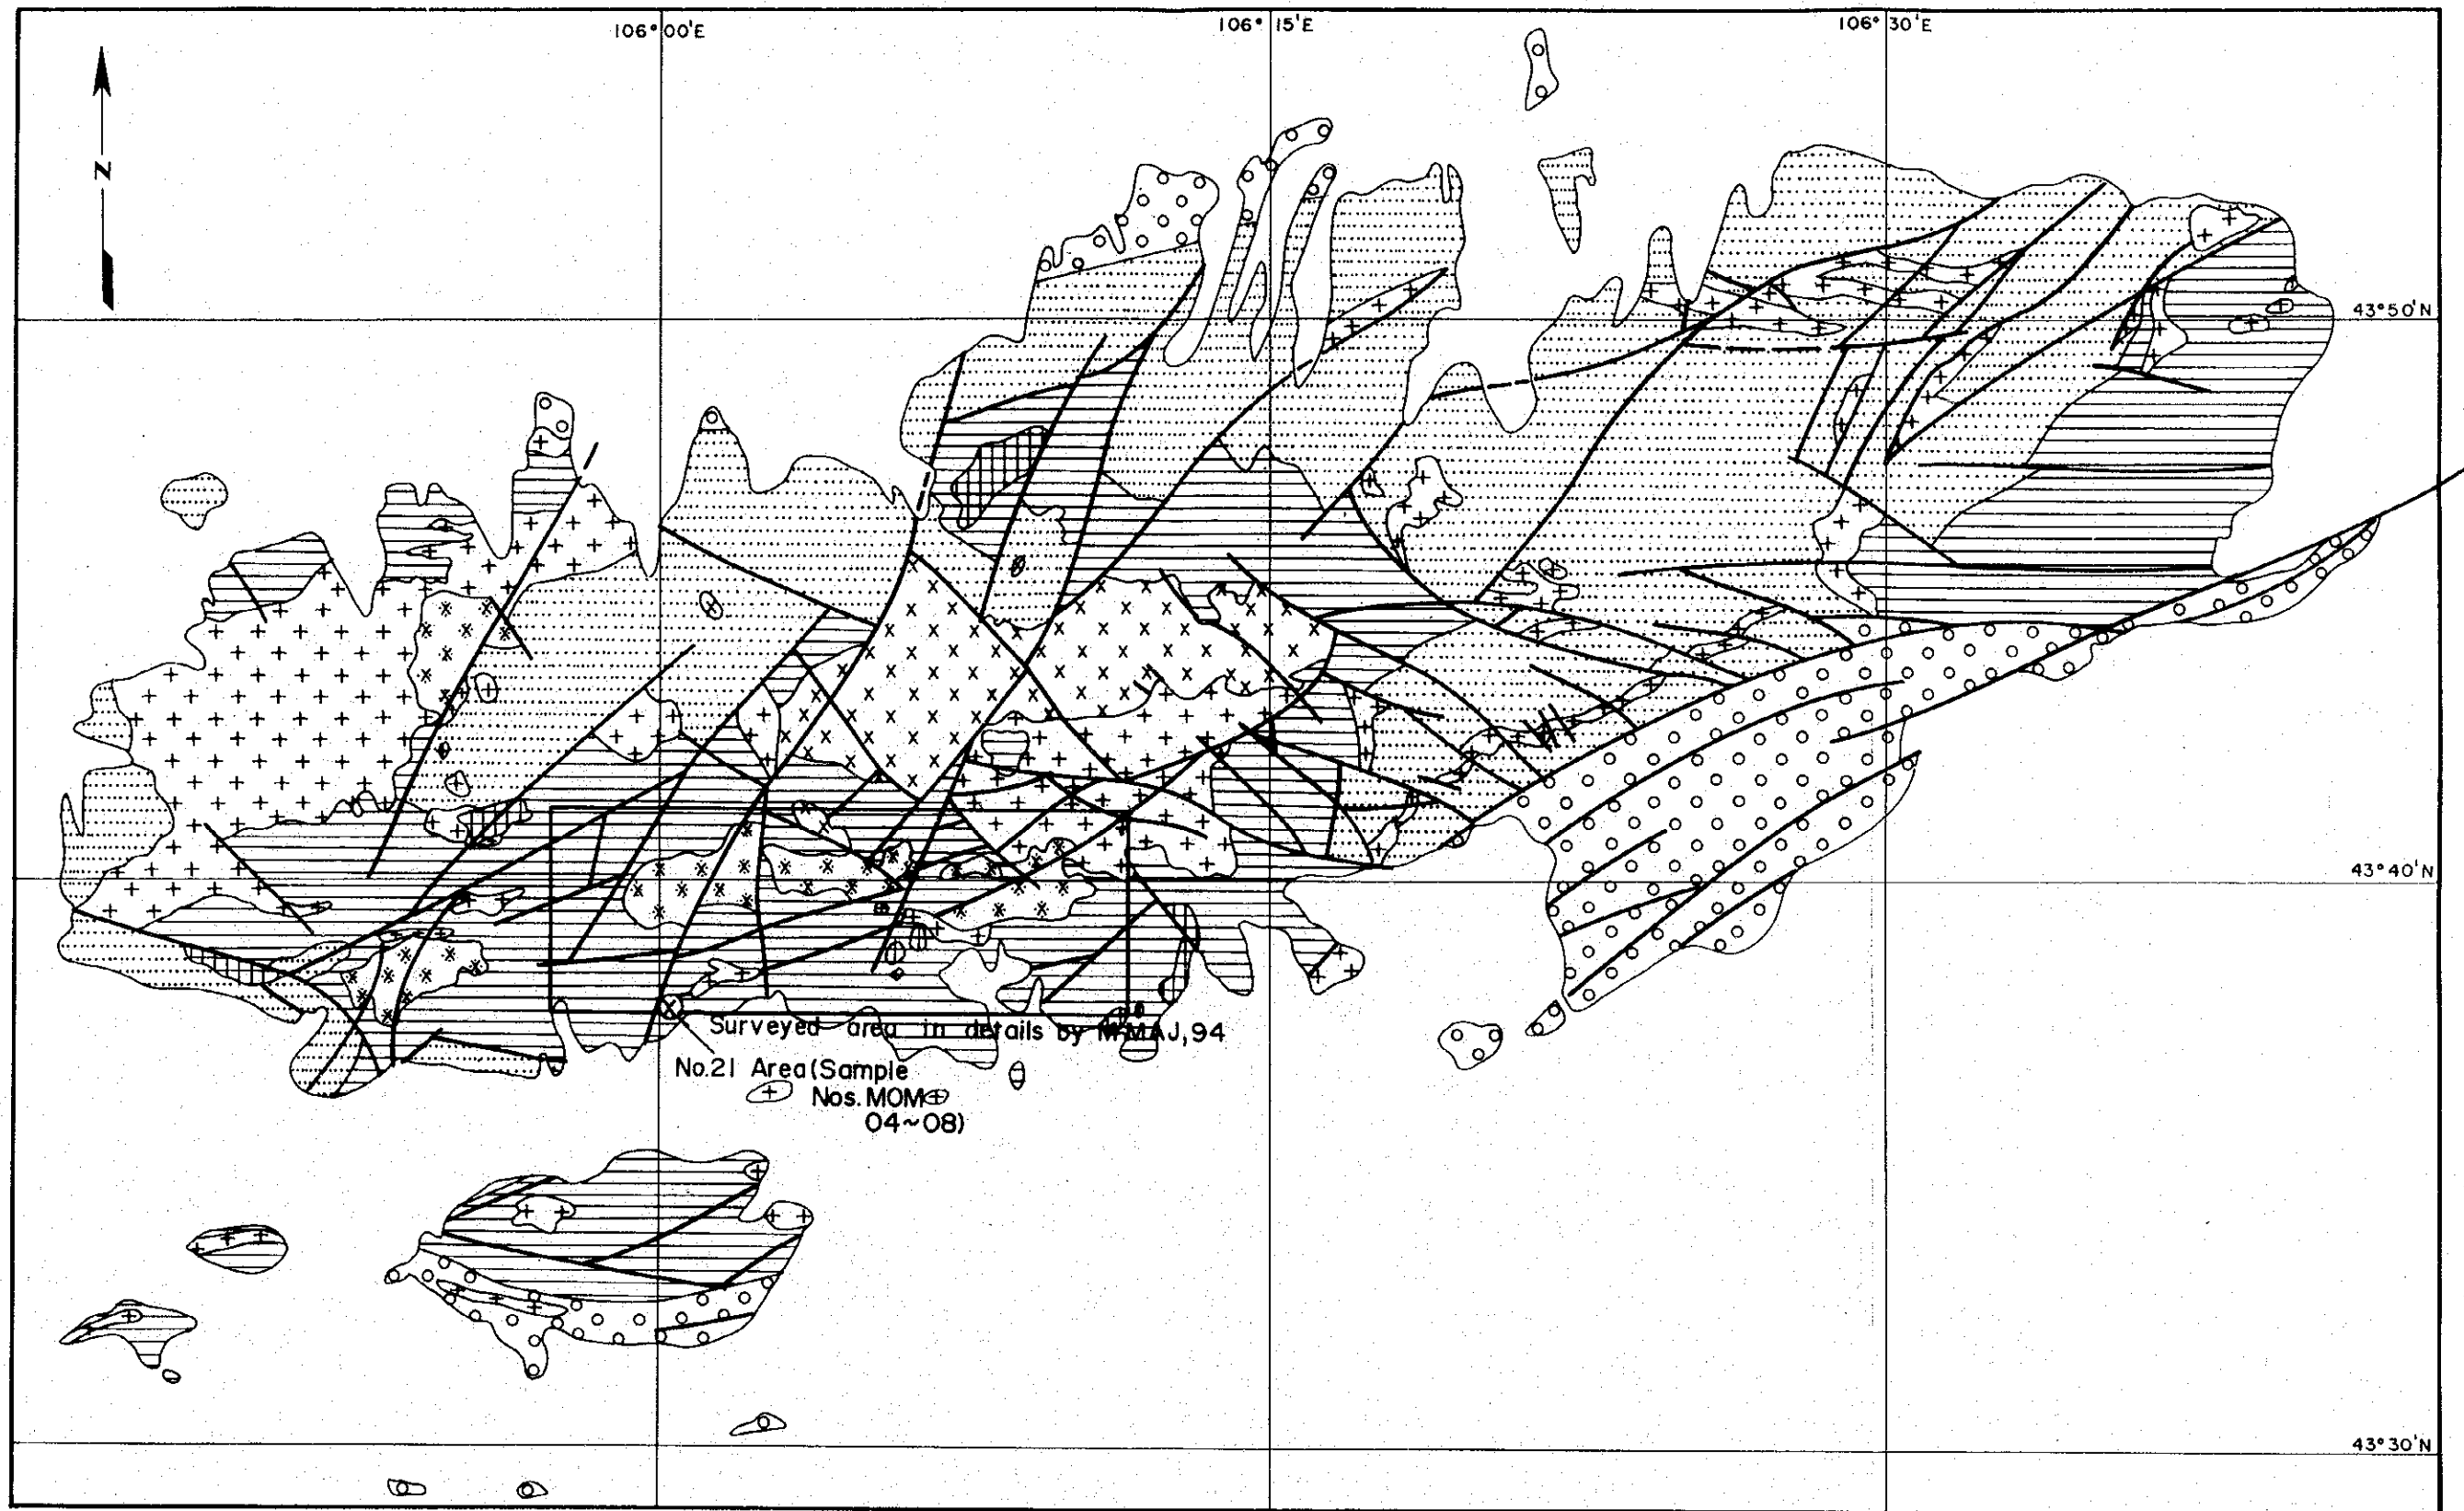 106°00'E
106°15'E
106°30'E
N
43°50'N
43°40'N
Surveyed area in details by MMAJ,94
No.21 Area(Sample
Nos.MOM
04~08)
43°30'N